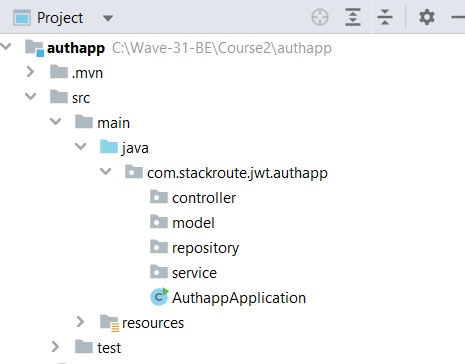 Project
authapp C:\Wave-31-BE\Course2\authapp
.mvn
src
main
java
com.stackroute.jwt.authapp
controller
model
repository
service
AuthappApplication
resources
test